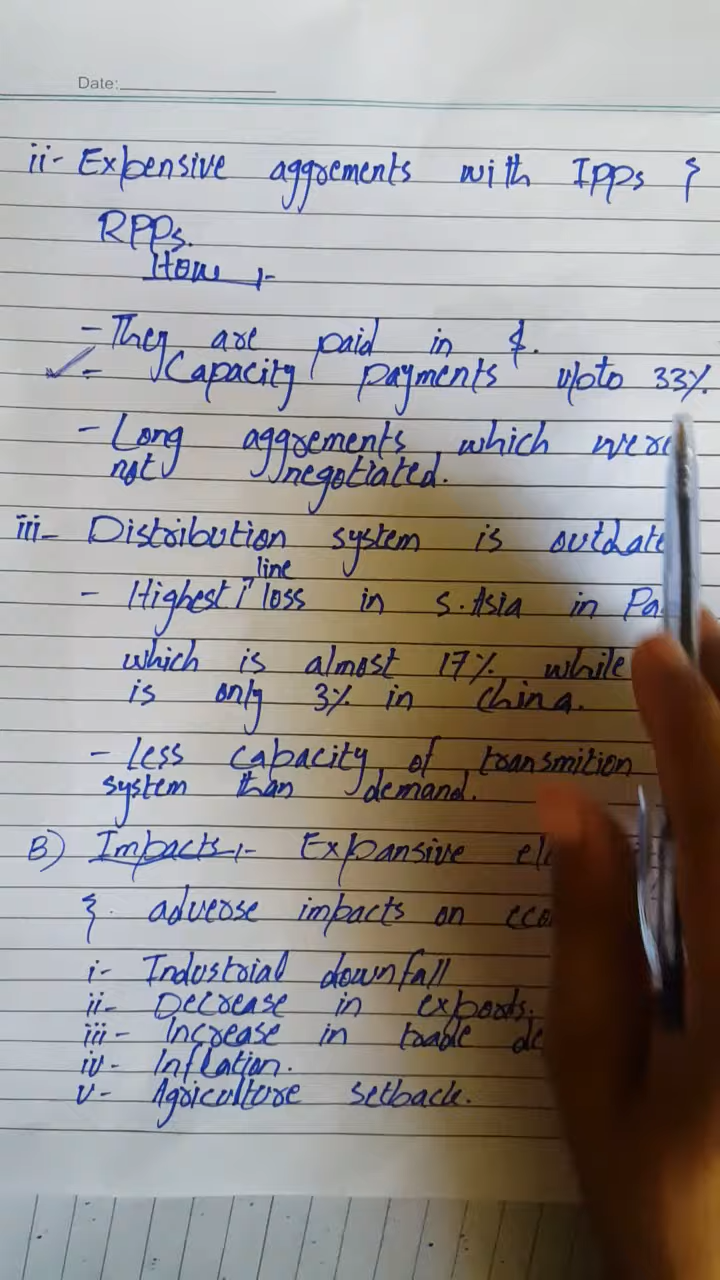 Date:
ii- Expensive aggrements with IPPs &
RPPs.
How :-
- They are paid in $.
- Capacity payments upto 33%.
- Long aggrements, which were
not negotiated.
iii- Distribution system is outdate
line
- Highest loss in S.Asia in Pa
which is almost 17% while
is only 3% in China.
- Less capacity of transmition
system than demand.
B) Impacts:- Expansive el
& adverse impacts on eco
i- Industrial downfall
ii- Decrease in exports.
iii- Increase in trade de
iv- Inflation.
v- Agriculture setback.